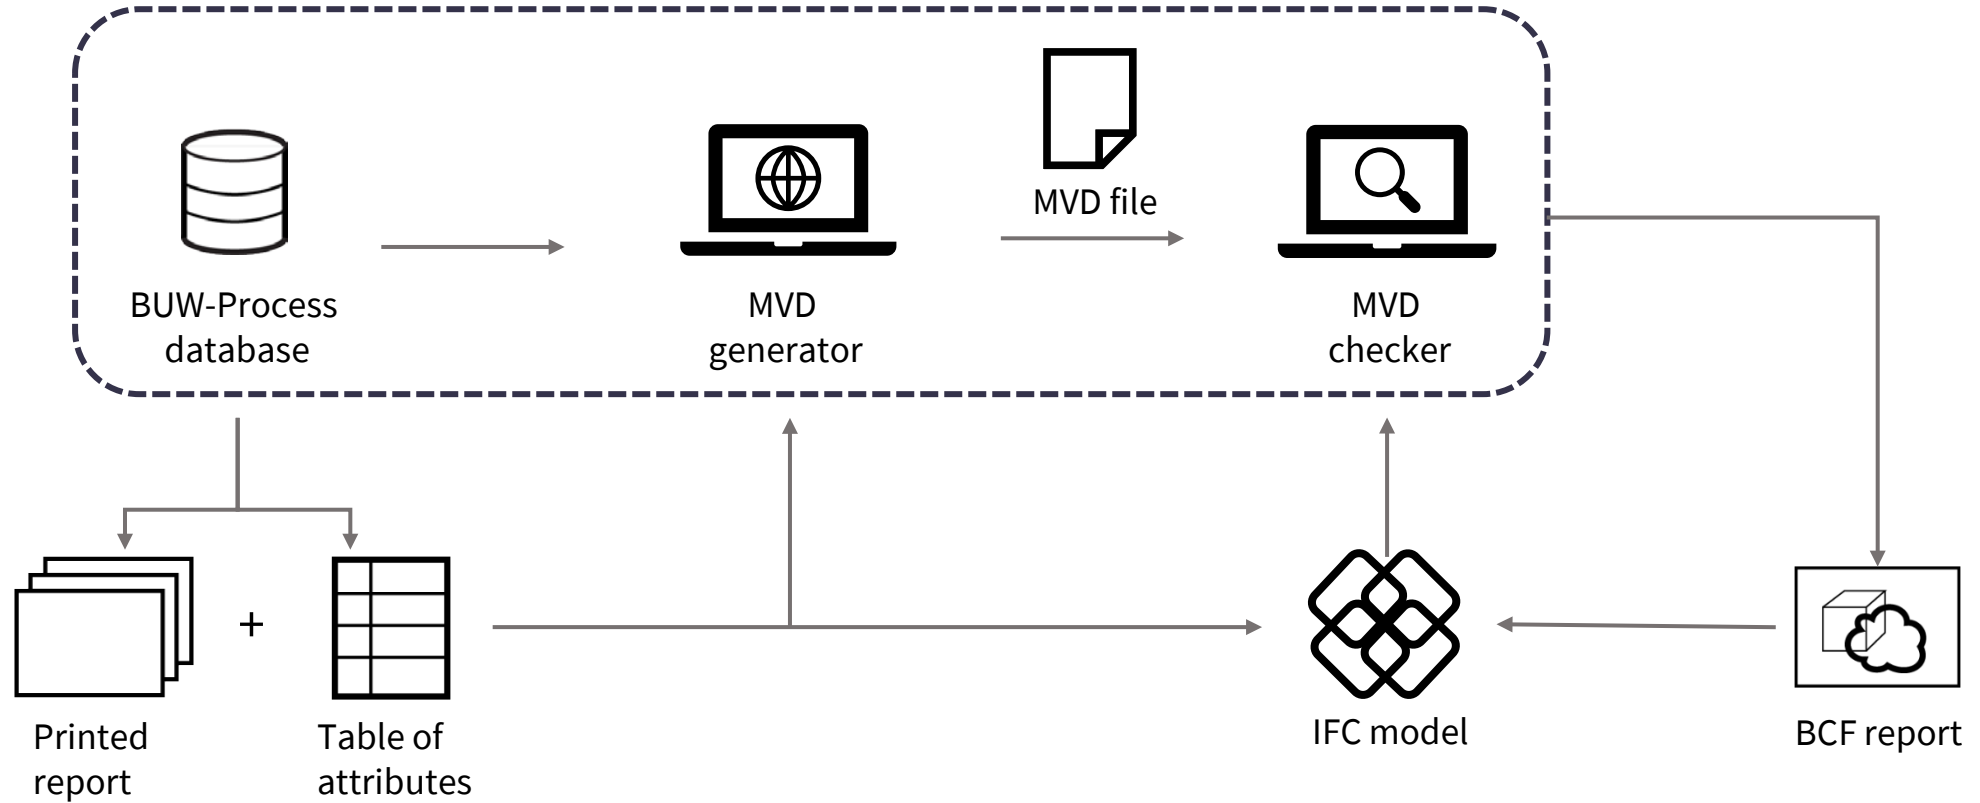 MVD file
BUW-Process
database
MVD
generator
MVD
checker
+
Printed
report
Table of
attributes
IFC model
BCF report